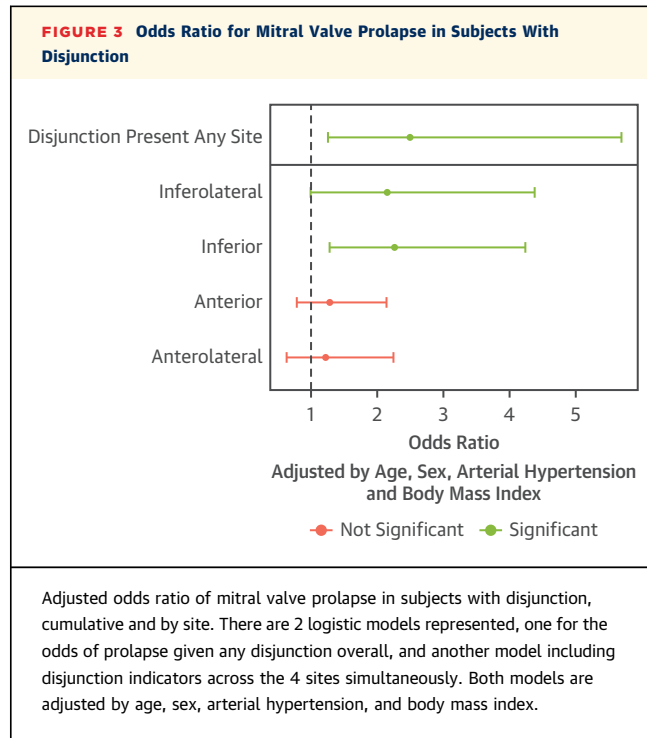 FIGURE 3 Odds Ratio for Mitral Valve Prolapse in Subjects With
Disjunction
Disjunction Present Any Site
Inferolateral
Inferior
Anterior
Anterolateral
1 2 3 4 5
Odds Ratio
Adjusted by Age, Sex, Arterial Hypertension
and Body Mass Index
Not Significant Significant
Adjusted odds ratio of mitral valve prolapse in subjects with disjunction,
cumulative and by site. There are 2 logistic models represented, one for the
odds of prolapse given any disjunction overall, and another model including
disjunction indicators across the 4 sites simultaneously. Both models are
adjusted by age, sex, arterial hypertension, and body mass index.